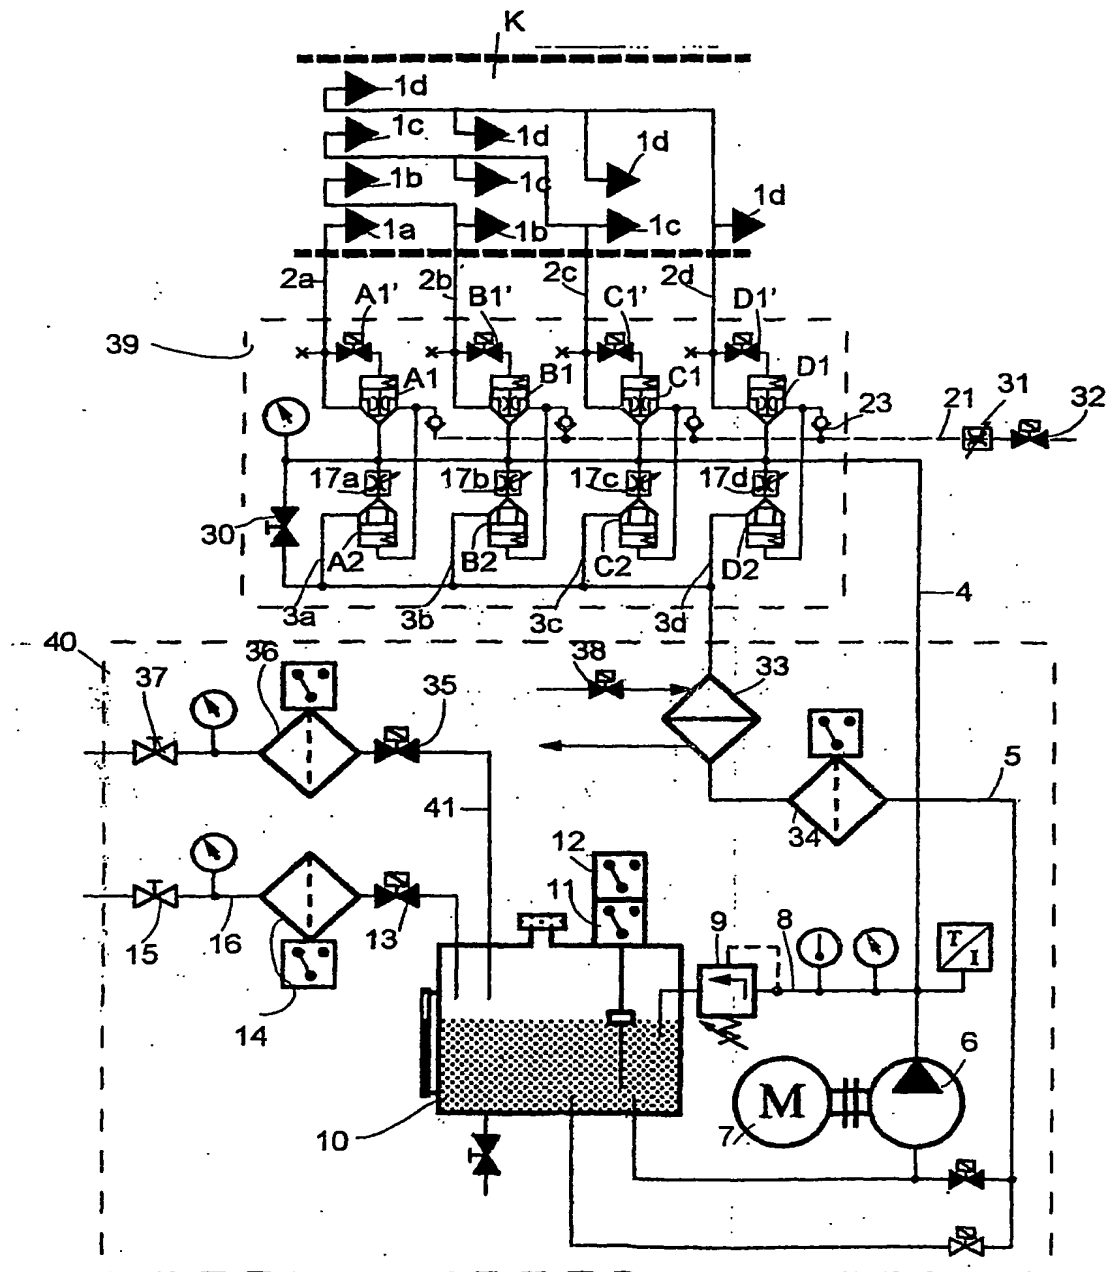 K
1d
1c 1d 1d
1b 1c 1d
1a 1b 1c
2a 2b 2c 2d
A1' B1' C1' D1'
39
A1 B1 C1 D1
23 21 31 32
17a 17b 17c 17d
30
A2 B2 C2 D2
3a 3b 3c 3d
4
40
37 36 35 38 33
5
41
34
12
11
15 16 13
9 8
T
I
14
6
M
7
10